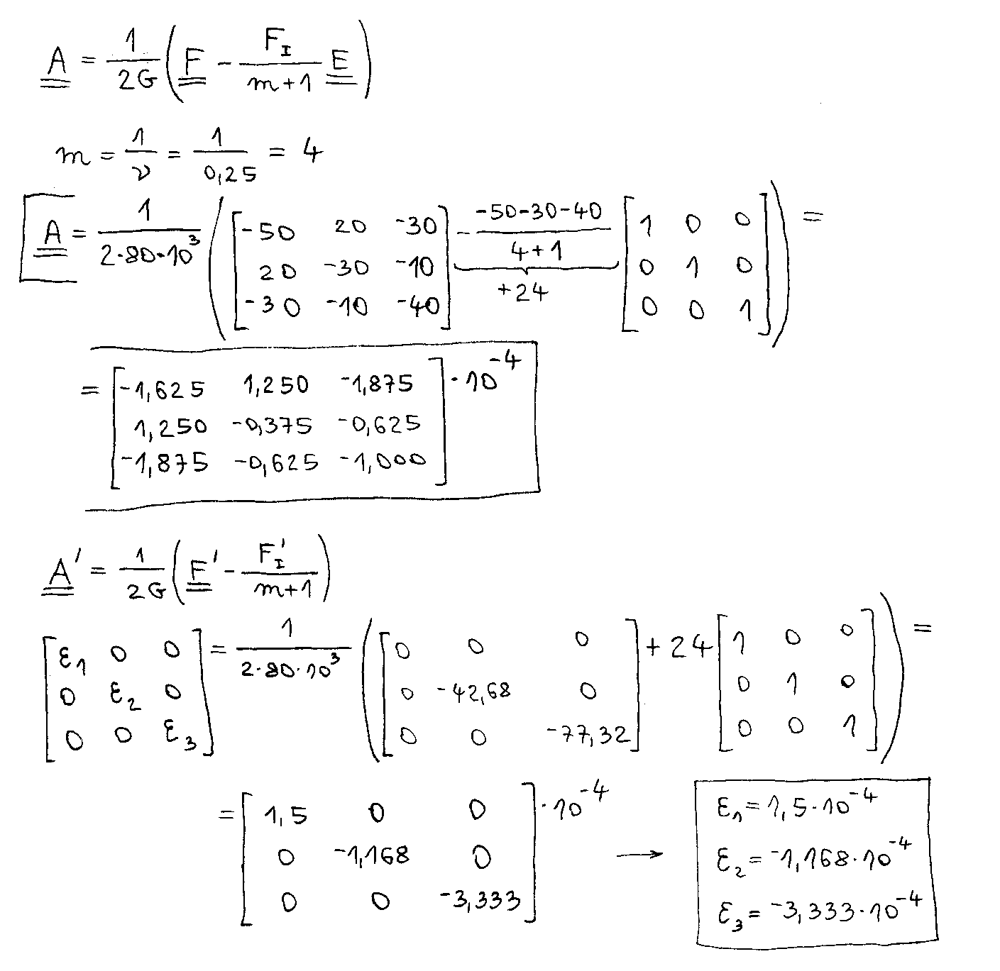 A = 1/2G (F - F_I/m+1 E)
m = 1/ν = 1/0,25 = 4
A = 1/2·80·10³ ( [ -50 20 -30
20 -30 -10
-30 -10 -40 ] - -50-30-40/4+1 [ 1 0 0
0 1 0
0 0 1 ] ) =
+24
= [ -1,625 1,250 -1,875
1,250 -0,375 -0,625
-1,875 -0,625 -1,000 ] · 10⁻⁴
A' = 1/2G (F' - F_I'/m+1)
[ ε₁ 0 0
0 ε₂ 0
0 0 ε₃ ] = 1/2·80·10³ ( [ 0 0 0
0 -42,68 0
0 0 -77,32 ] + 24 [ 1 0 0
0 1 0
0 0 1 ] ) =
= [ 1,5 0 0
0 -1,168 0
0 0 -3,333 ] · 10⁻⁴ →
ε₁ = 1,5·10⁻⁴
ε₂ = -1,168·10⁻⁴
ε₃ = -3,333·10⁻⁴